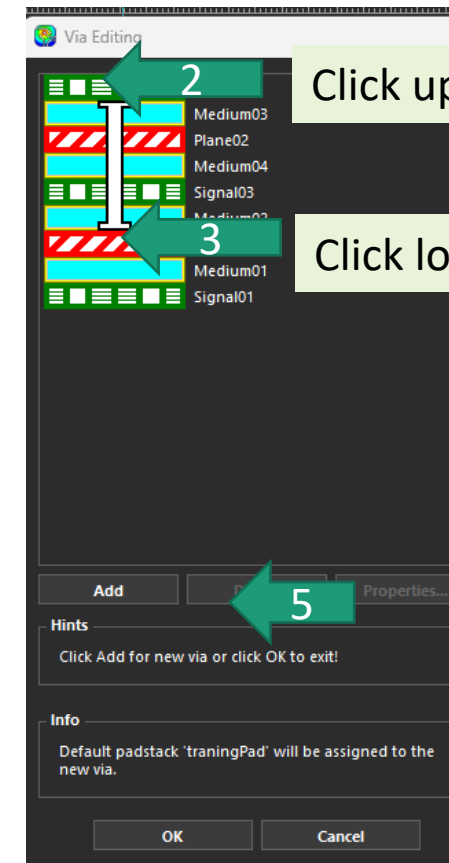 Via Editing
2
Click up
Medium03
Plane02
Medium04
Signal03
3
Click lo
Medium01
Signal01
Add
5
Properties...
Hints
Click Add for new via or click OK to exit!
Info
Default padstack 'traningPad' will be assigned to the
new via.
OK
Cancel